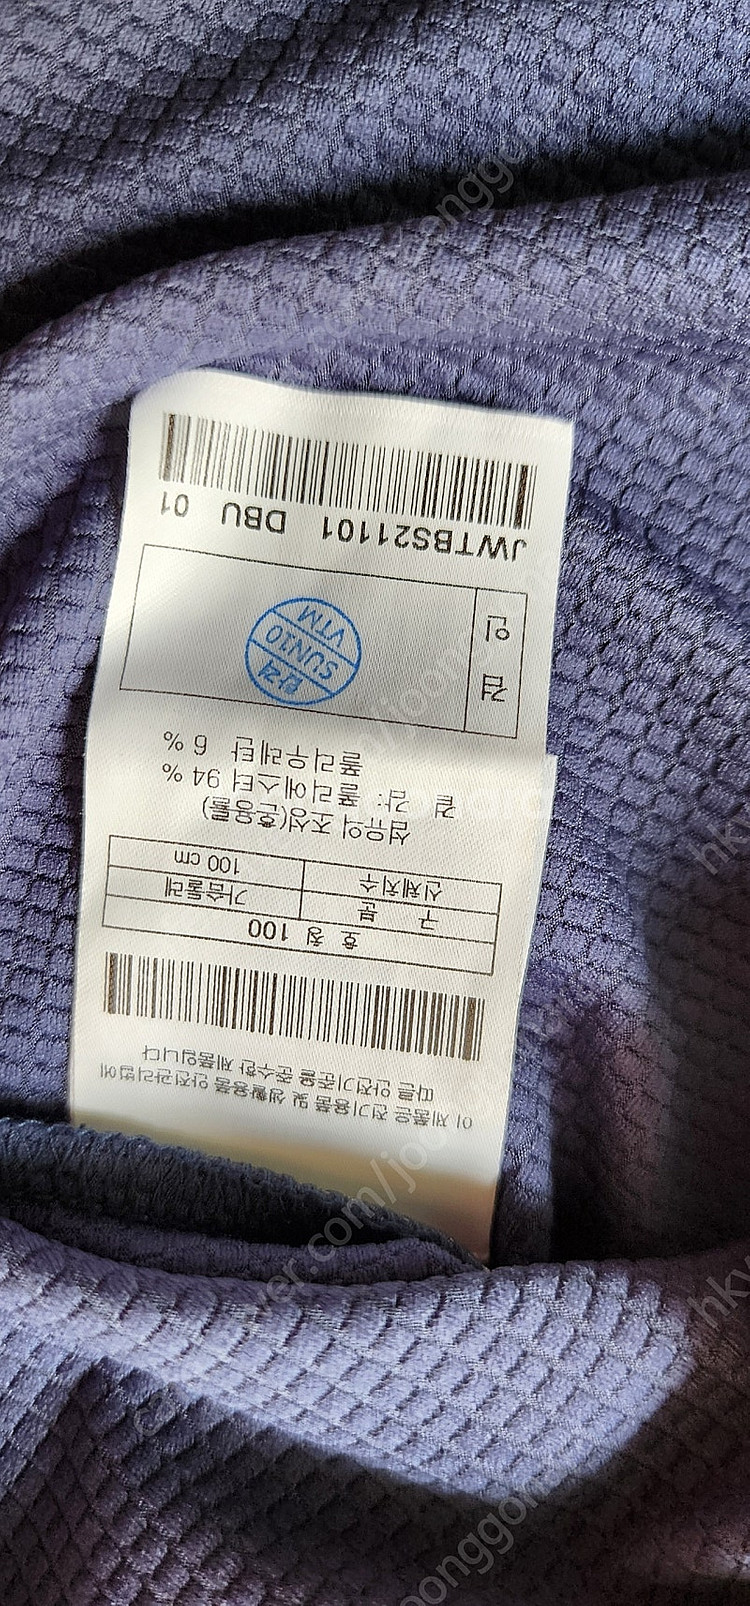 이 제품은 전기용품 및 생활용품 안전관리법에
따른 안전기준을 준수한 제품입니다
호 칭 100
구 분 가슴둘레
신체치수 100 cm
섬유의 조성(혼용률)
겉 감: 폴리에스터 94 %
폴리우레탄 6 %
검 인
합격
SUN10
VTM
JWTBS21101 DBU 01